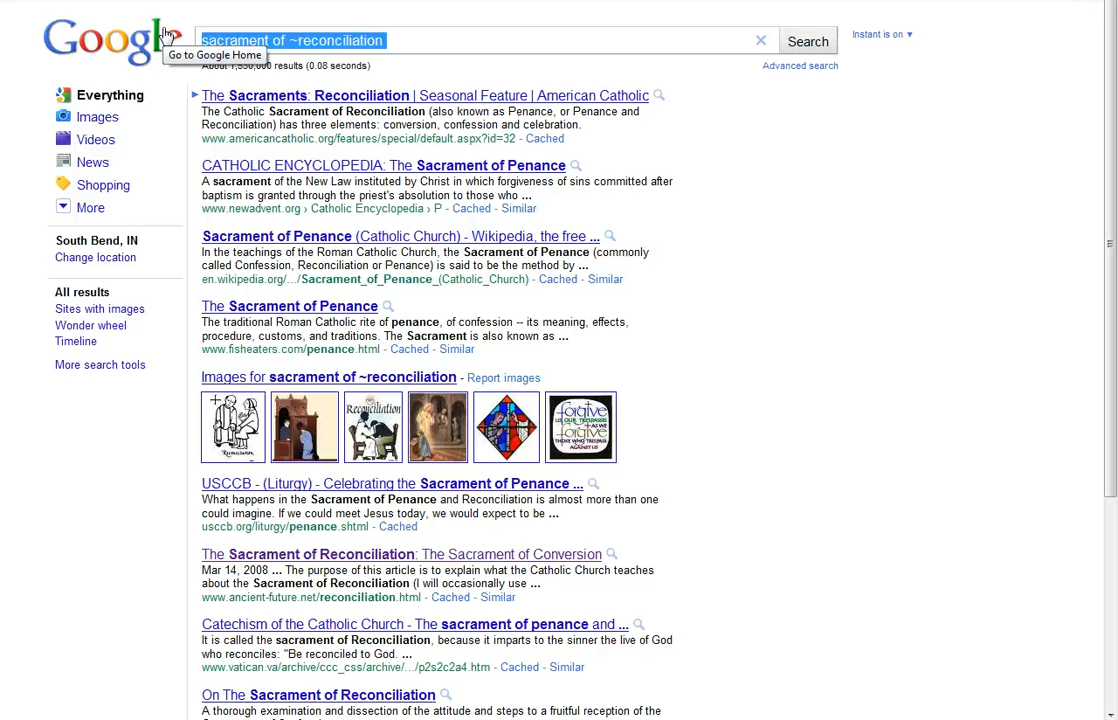 Google
sacrament of ~reconciliation
Search
Instant is on ▼
Go to Google Home
About 1,530,000 results (0.08 seconds)
Advanced search
Everything
Images
Videos
News
Shopping
More
South Bend, IN
Change location
All results
Sites with images
Wonder wheel
Timeline
More search tools
The Sacraments: Reconciliation | Seasonal Feature | American Catholic
The Catholic Sacrament of Reconciliation (also known as Penance, or Penance and
Reconciliation) has three elements: conversion, confession and celebration.
www.americancatholic.org/features/special/default.aspx?id=32 - Cached
CATHOLIC ENCYCLOPEDIA: The Sacrament of Penance
A sacrament of the New Law instituted by Christ in which forgiveness of sins committed after
baptism is granted through the priest's absolution to those who ...
www.newadvent.org › Catholic Encyclopedia › P - Cached - Similar
Sacrament of Penance (Catholic Church) - Wikipedia, the free ...
In the teachings of the Roman Catholic Church, the Sacrament of Penance (commonly
called Confession, Reconciliation or Penance) is said to be the method by ...
en.wikipedia.org/.../Sacrament_of_Penance_(Catholic_Church) - Cached - Similar
The Sacrament of Penance
The traditional Roman Catholic rite of penance, of confession -- its meaning, effects,
procedure, customs, and traditions. The Sacrament is also known as ...
www.fisheaters.com/penance.html - Cached - Similar
Images for sacrament of ~reconciliation - Report images
Reconciliation
Reconciliation
forgive
US OUR TRESPASSES
AS WE
forgive
THOSE WHO TRESPASS
AGAINST US
USCCB - (Liturgy) - Celebrating the Sacrament of Penance ...
What happens in the Sacrament of Penance and Reconciliation is almost more than one
could imagine. If we could meet Jesus today, we would expect to be ...
usccb.org/liturgy/penance.shtml - Cached
The Sacrament of Reconciliation: The Sacrament of Conversion
Mar 14, 2008 ... The purpose of this article is to explain what the Catholic Church teaches
about the Sacrament of Reconciliation (I will occasionally use ...
www.ancient-future.net/reconciliation.html - Cached - Similar
Catechism of the Catholic Church - The sacrament of penance and ...
It is called the sacrament of Reconciliation, because it imparts to the sinner the live of God
who reconciles: "Be reconciled to God. ...
www.vatican.va/archive/ccc_css/archive/.../p2s2c2a4.htm - Cached - Similar
On The Sacrament of Reconciliation
A thorough examination and dissection of the attitude and steps to a fruitful reception of the